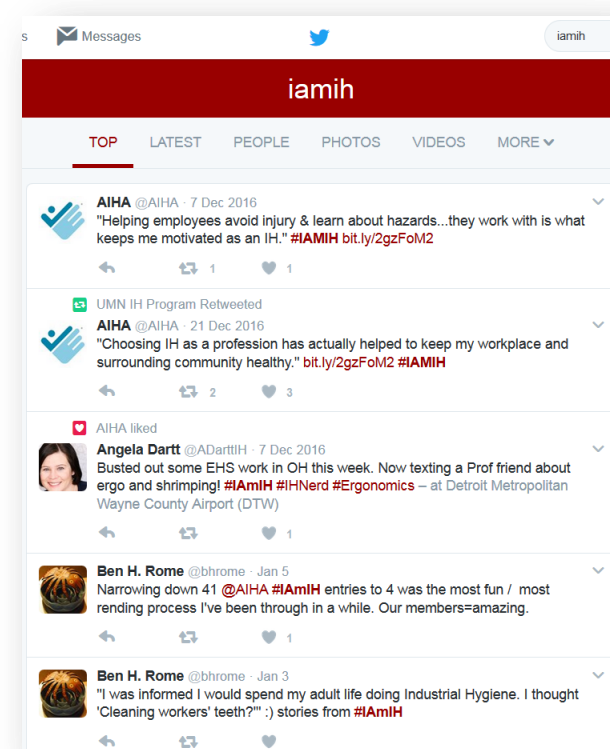 s Messages iamih
iamih
TOP LATEST PEOPLE PHOTOS VIDEOS MORE
AIHA @AIHA · 7 Dec 2016
"Helping employees avoid injury & learn about hazards...they work with is what
keeps me motivated as an IH." #IAMIH bit.ly/2gzFoM2
1 1
UMN IH Program Retweeted
AIHA @AIHA · 21 Dec 2016
"Choosing IH as a profession has actually helped to keep my workplace and
surrounding community healthy." bit.ly/2gzFoM2 #IAMIH
2 3
AIHA liked
Angela Dartt @ADarttIH · 7 Dec 2016
Busted out some EHS work in OH this week. Now texting a Prof friend about
ergo and shrimping! #IAmIH #IHNerd #Ergonomics – at Detroit Metropolitan
Wayne County Airport (DTW)
1
Ben H. Rome @bhrome · Jan 5
Narrowing down 41 @AIHA #IAmIH entries to 4 was the most fun / most
rending process I've been through in a while. Our members=amazing.
1
Ben H. Rome @bhrome · Jan 3
"I was informed I would spend my adult life doing Industrial Hygiene. I thought
'Cleaning workers' teeth?'" :) stories from #IAmIH